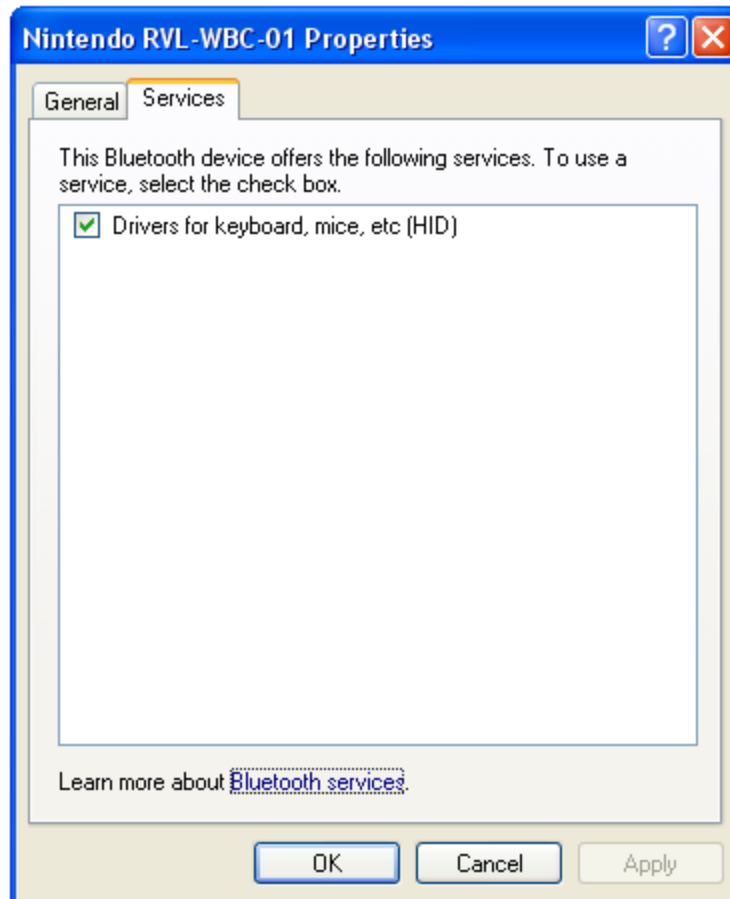 Nintendo RVL-WBC-01 Properties
General
Services
This Bluetooth device offers the following services. To use a
service, select the check box.
Drivers for keyboard, mice, etc (HID)
Learn more about Bluetooth services.
OK
Cancel
Apply